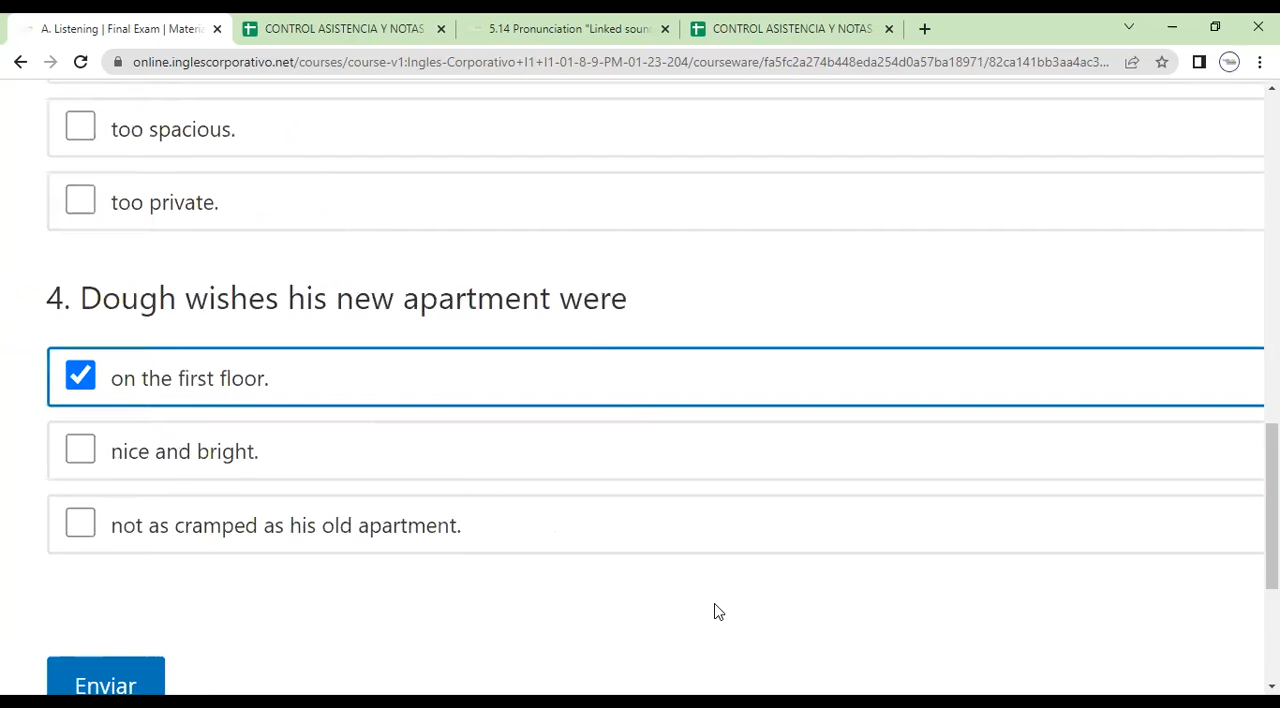 A. Listening | Final Exam | Materia
CONTROL ASISTENCIA Y NOTAS
5.14 Pronunciation "Linked soun
CONTROL ASISTENCIA Y NOTAS
online.inglescorporativo.net/courses/course-v1:Ingles-Corporativo+I1+I1-01-8-9-PM-01-23-204/courseware/fa5fc2a274b448eda254d0a57ba18971/82ca141bb3aa4ac3...
too spacious.
too private.
4. Dough wishes his new apartment were
on the first floor.
nice and bright.
not as cramped as his old apartment.
Enviar